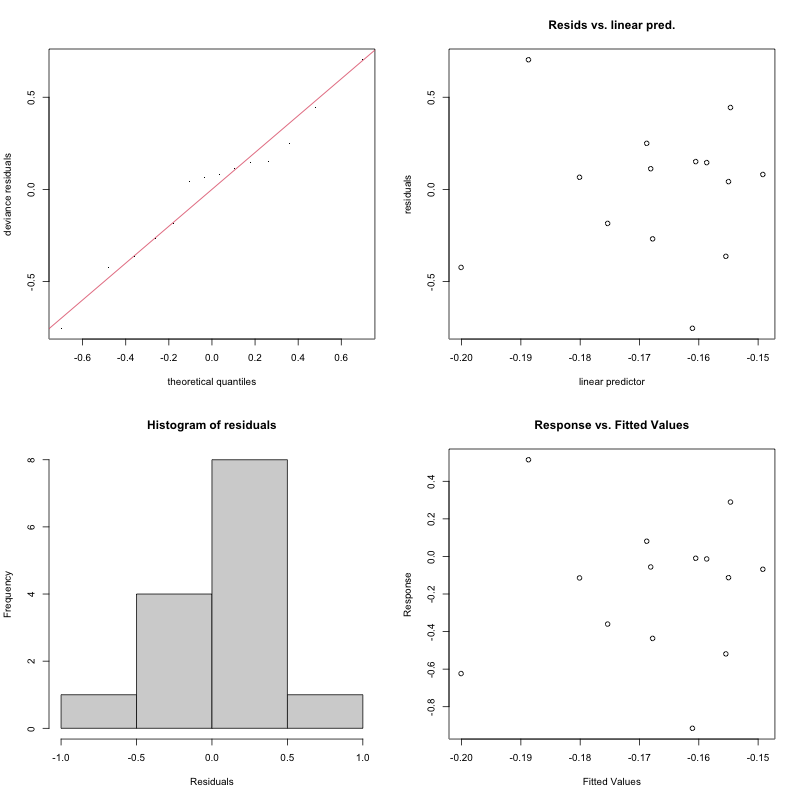 deviance residuals
0.5
0.0
-0.5
-0.6 -0.4 -0.2 0.0 0.2 0.4 0.6
theoretical quantiles
Resids vs. linear pred.
residuals
0.5
0.0
-0.5
-0.20 -0.19 -0.18 -0.17 -0.16 -0.15
linear predictor
Histogram of residuals
Frequency
8
6
4
2
0
-1.0 -0.5 0.0 0.5 1.0
Residuals
Response vs. Fitted Values
Response
0.4
0.2
0.0
-0.2
-0.4
-0.6
-0.8
-0.20 -0.19 -0.18 -0.17 -0.16 -0.15
Fitted Values